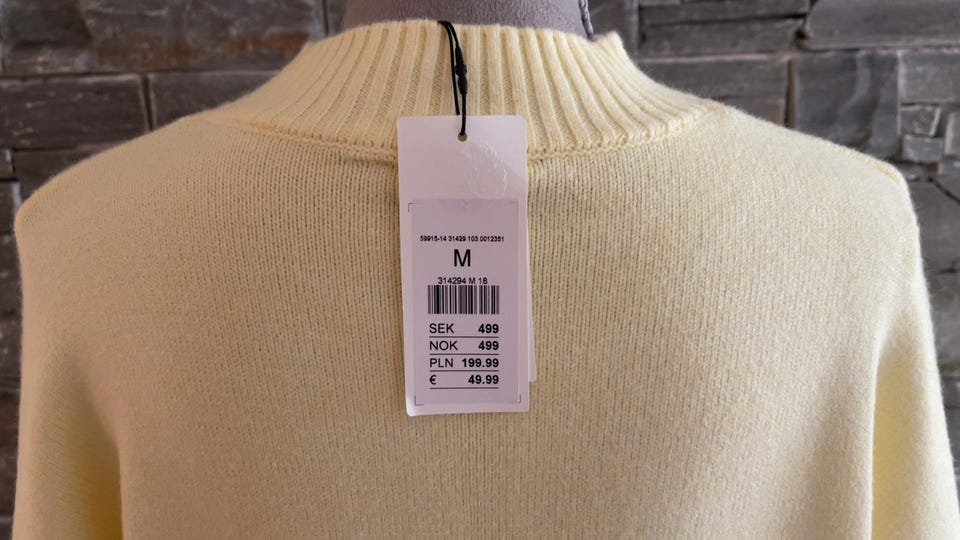 59915-14 31429 103 0012351
M
314294 M 18
SEK 499
NOK 499
PLN 199.99
€ 49.99